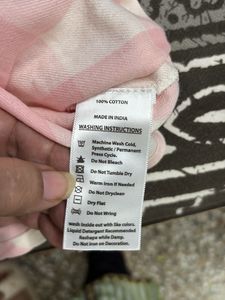 100% COTTON
MADE IN INDIA
WASHING INSTRUCTIONS
Machine Wash Cold,
Synthetic / Permanent
Press Cycle.
Do Not Bleach
Do Not Tumble Dry
Warm Iron If Needed
Do Not Dryclean
Dry Flat
Do Not Wring
wash inside out with like colors.
Liquid Detergent Recommended
Reshape while Damp.
Do not Iron on Decoration.